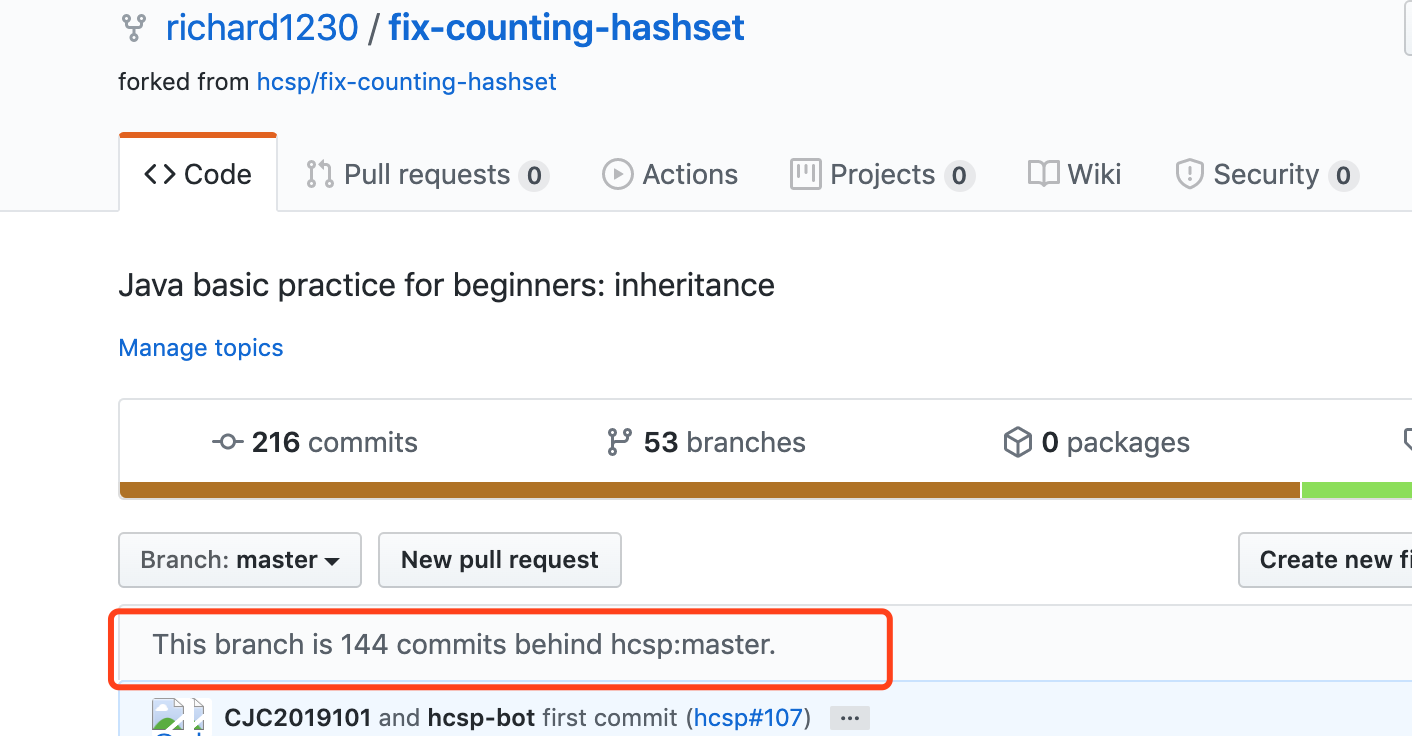 richard1230 / fix-counting-hashset
forked from hcsp/fix-counting-hashset
Code Pull requests 0 Actions Projects 0 Wiki Security 0
Java basic practice for beginners: inheritance
Manage topics
216 commits 53 branches 0 packages
Branch: master New pull request Create new
This branch is 144 commits behind hcsp:master.
CJC2019101 and hcsp-bot first commit (hcsp#107) ...